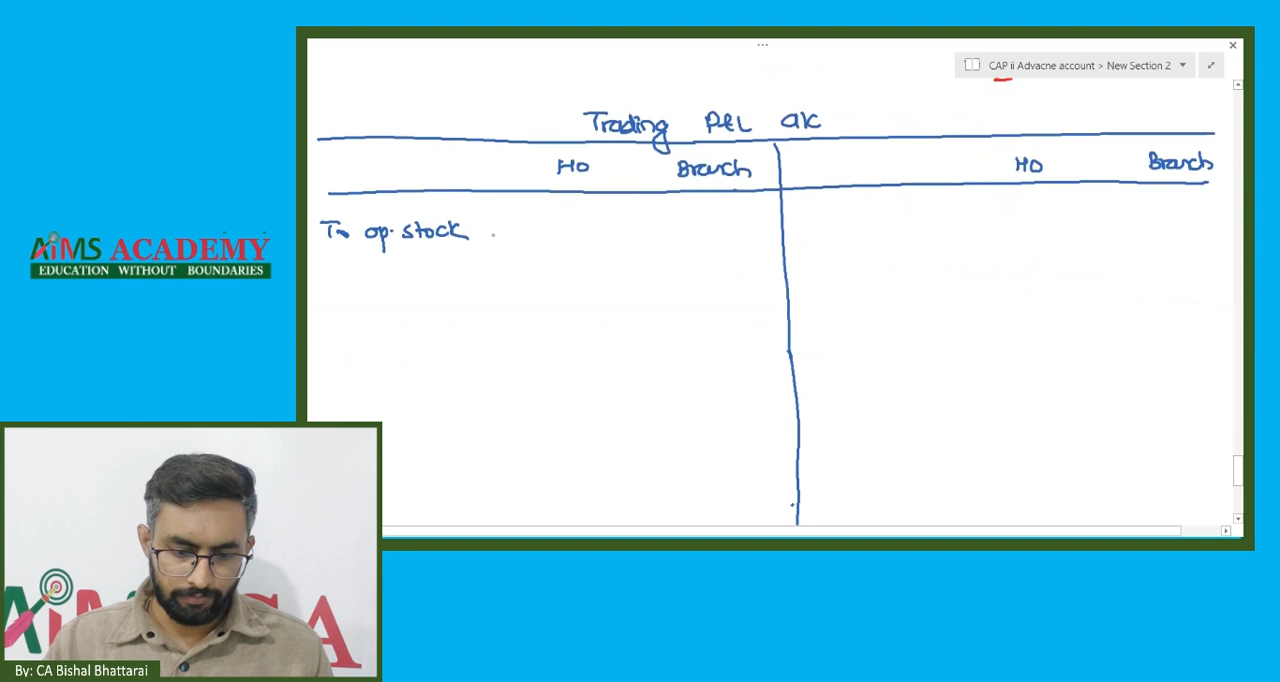 CAP ii Advacne account > New Section 2
Trading P&L a/c
HO Branch HO Branch
To op. stock
AiMS ACADEMY
EDUCATION WITHOUT BOUNDARIES
By: CA Bishal Bhattarai